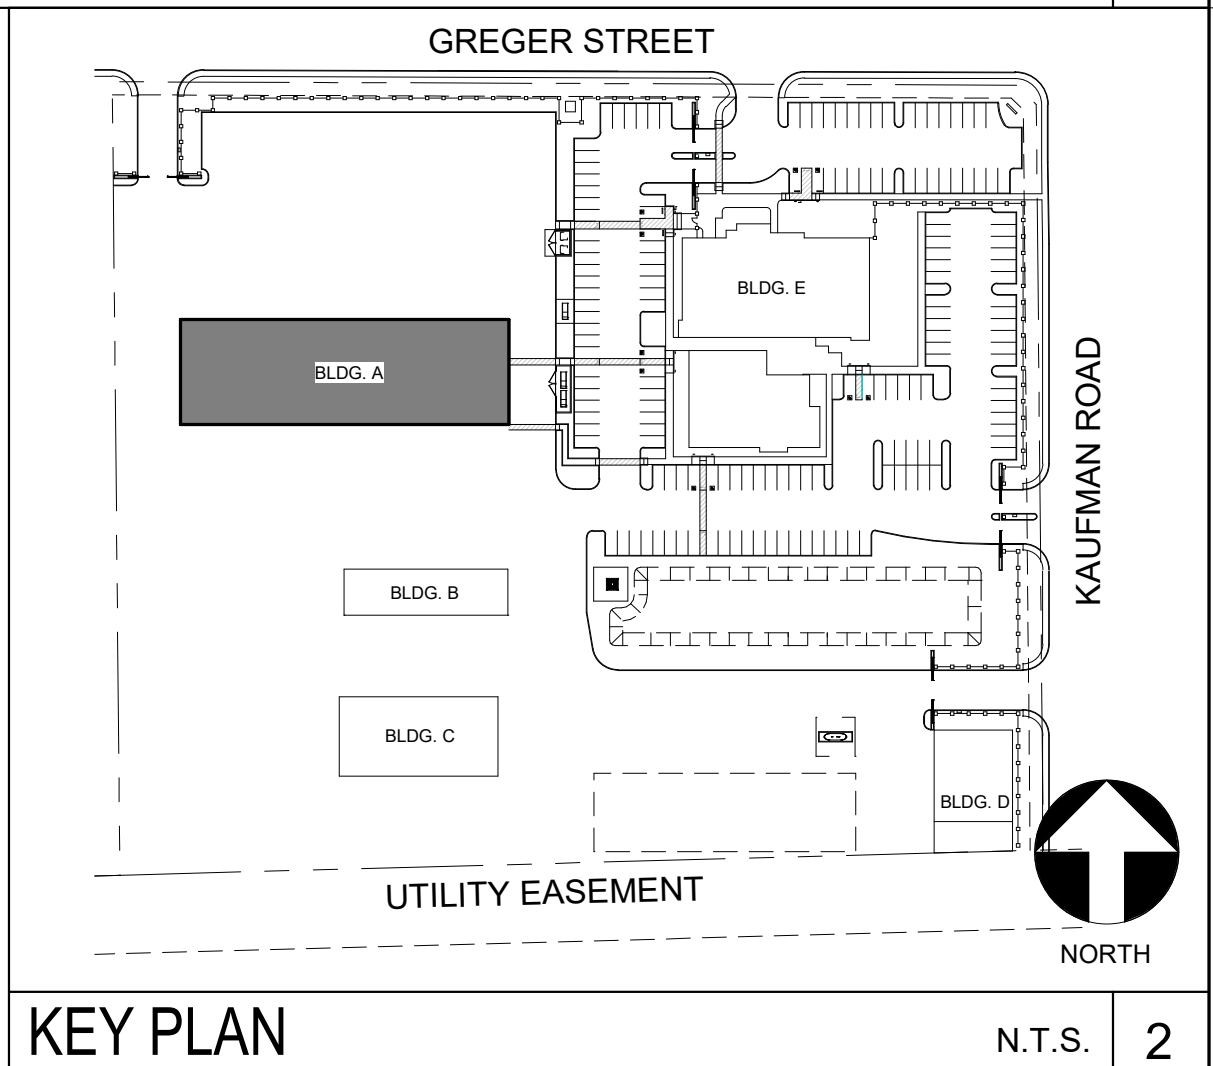 GREGER STREET
BLDG. E
KAUFMAN ROAD
BLDG. A
BLDG. B
BLDG. C
BLDG. D
UTILITY EASEMENT
NORTH
KEY PLAN
N.T.S.
2